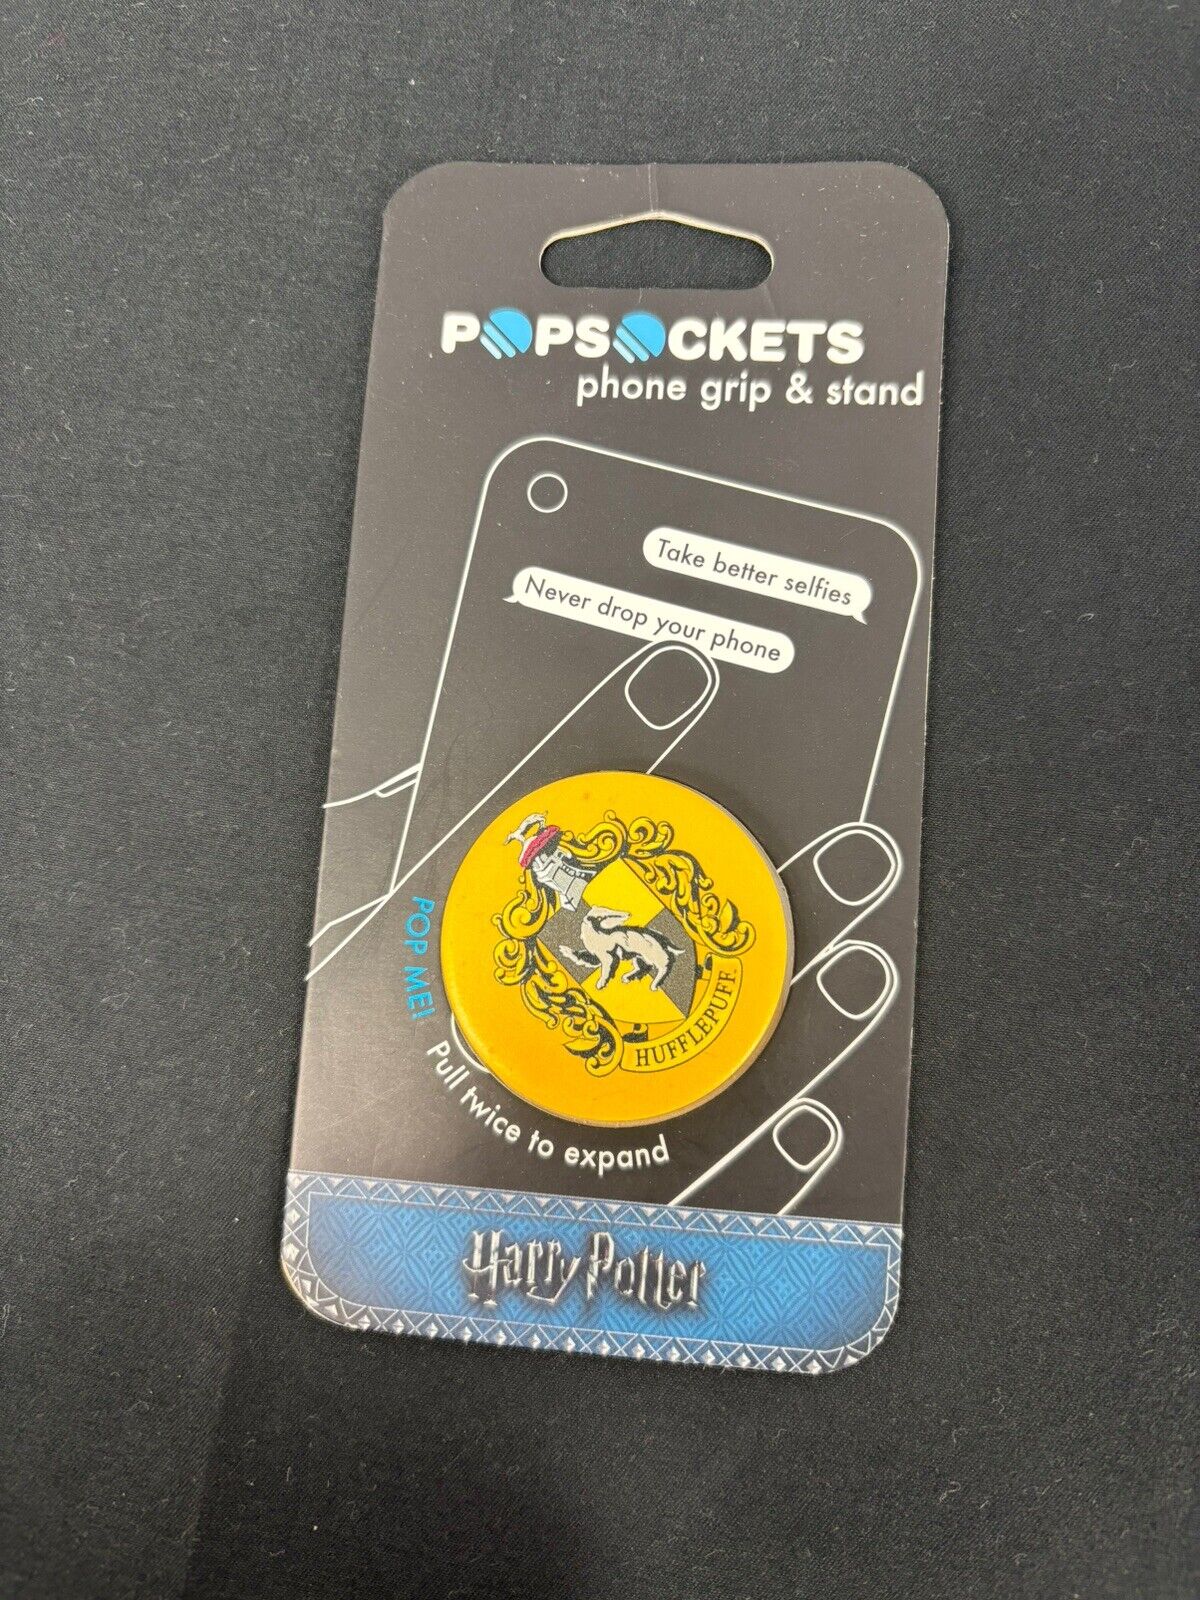 POPSOCKETS
phone grip & stand
Take better selfies
Never drop your phone
HUFFLEPUFF
POP ME!
Pull twice to expand
Harry Potter